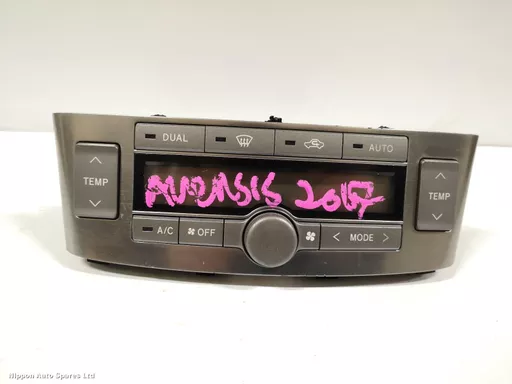 DUAL AUTO
TEMP AVENSIS 2007 TEMP
A/C OFF < MODE >
Nippon Auto Spares Ltd